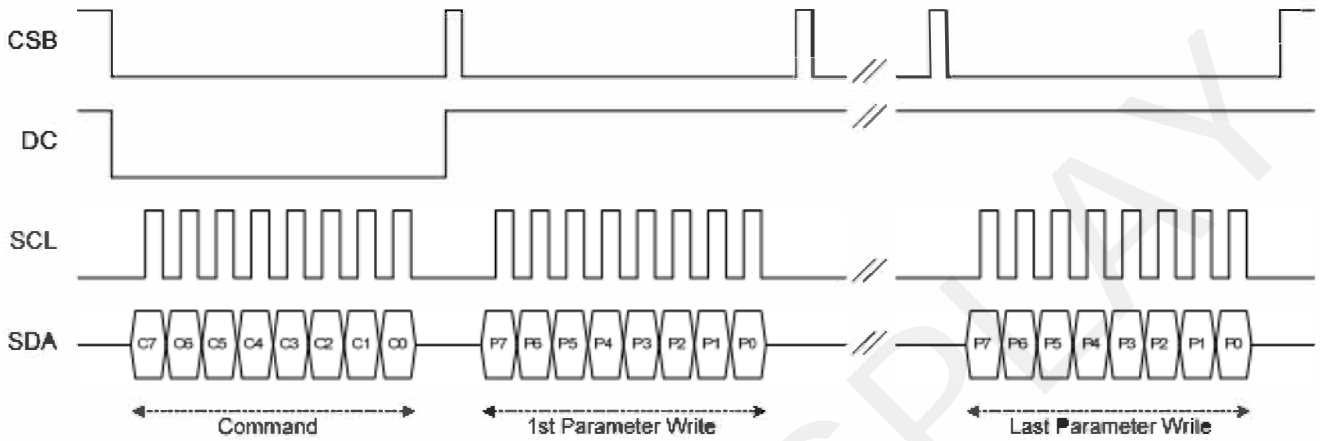 CSB
DC
SCL
SDA
C7 C6 C5 C4 C3 C2 C1 C0 P7 P6 P5 P4 P3 P2 P1 P0 P7 P6 P5 P4 P3 P2 P1 P0
Command 1st Parameter Write Last Parameter Write
SPLAY